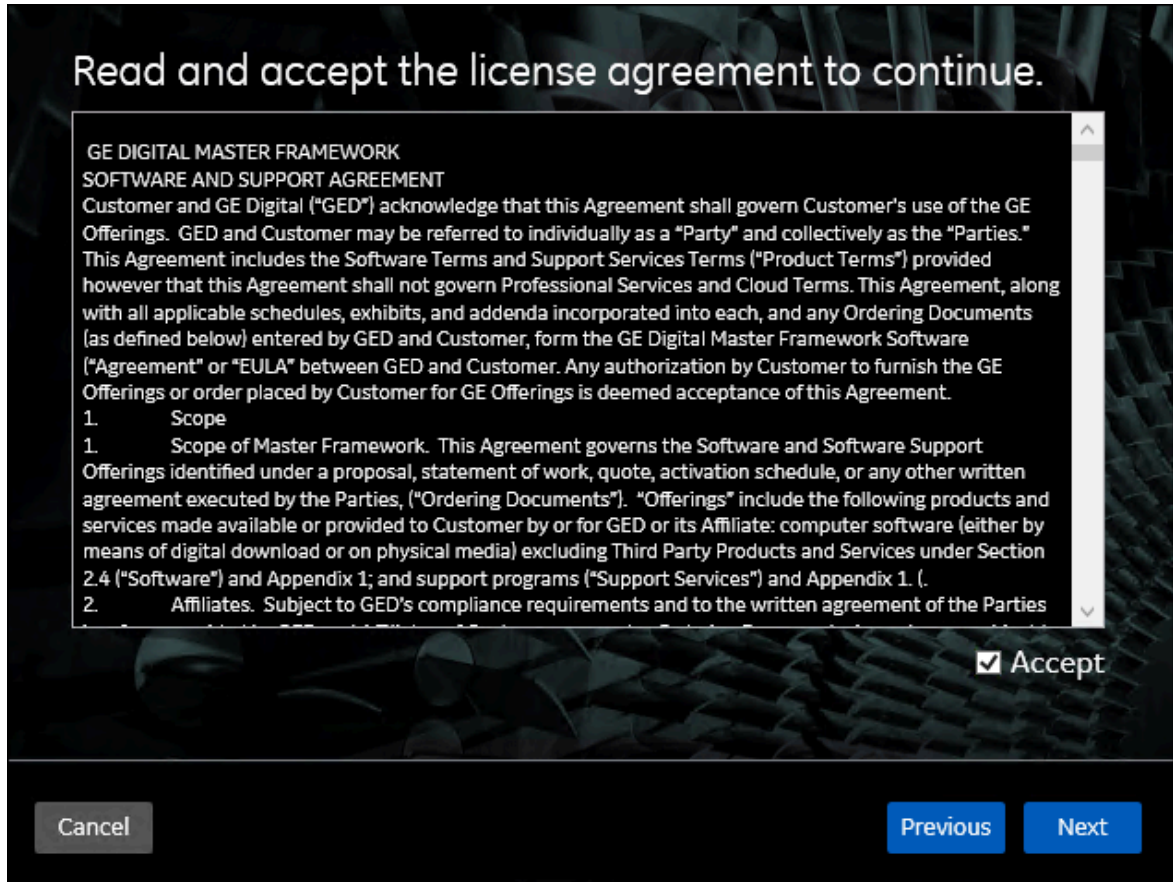 Read and accept the license agreement to continue.
GE DIGITAL MASTER FRAMEWORK
SOFTWARE AND SUPPORT AGREEMENT
Customer and GE Digital (“GED”) acknowledge that this Agreement shall govern Customer's use of the GE
Offerings.  GED and Customer may be referred to individually as a “Party” and collectively as the “Parties.”
This Agreement includes the Software Terms and Support Services Terms (“Product Terms”) provided
however that this Agreement shall not govern Professional Services and Cloud Terms. This Agreement, along
with all applicable schedules, exhibits, and addenda incorporated into each, and any Ordering Documents
(as defined below) entered by GED and Customer, form the GE Digital Master Framework Software
(“Agreement” or “EULA” between GED and Customer. Any authorization by Customer to furnish the GE
Offerings or order placed by Customer for GE Offerings is deemed acceptance of this Agreement.
1. Scope
1. Scope of Master Framework.  This Agreement governs the Software and Software Support
Offerings identified under a proposal, statement of work, quote, activation schedule, or any other written
agreement executed by the Parties, (“Ordering Documents”).  “Offerings” include the following products and
services made available or provided to Customer by or for GED or its Affiliate: computer software (either by
means of digital download or on physical media) excluding Third Party Products and Services under Section
2.4 (“Software”) and Appendix 1; and support programs (“Support Services”) and Appendix 1. (.
2. Affiliates.  Subject to GED’s compliance requirements and to the written agreement of the Parties
Accept
Cancel
Previous
Next